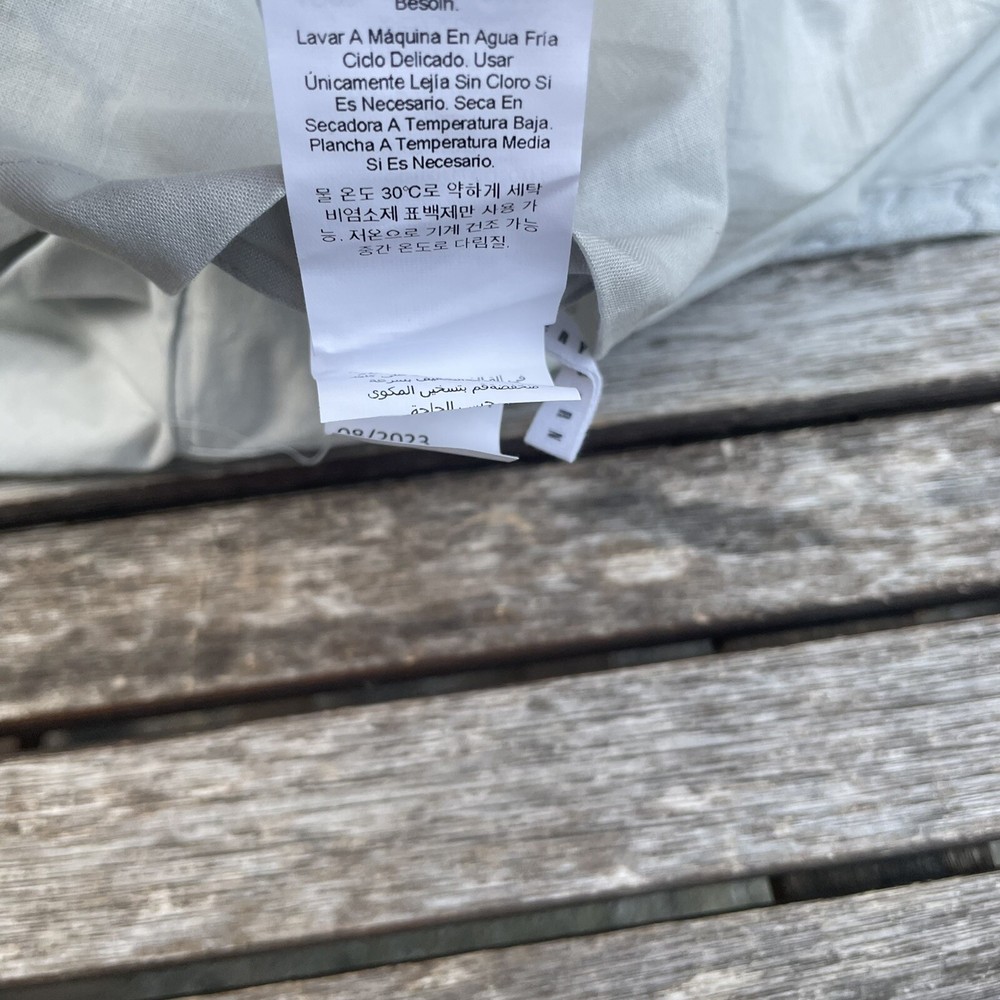 Besoin.
Lavar A Máquina En Agua Fría
Ciclo Delicado. Usar
Únicamente Lejía Sin Cloro Si
Es Necesario. Seca En
Secadora A Temperatura Baja.
Plancha A Temperatura Media
Si Es Necesario.
물 온도 30℃로 약하게 세탁
비염소제 표백제만 사용 가
능. 저온으로 기계 건조 가능
중간 온도로 다림질.
بتسخين المكوى
الحاجة
08/2023